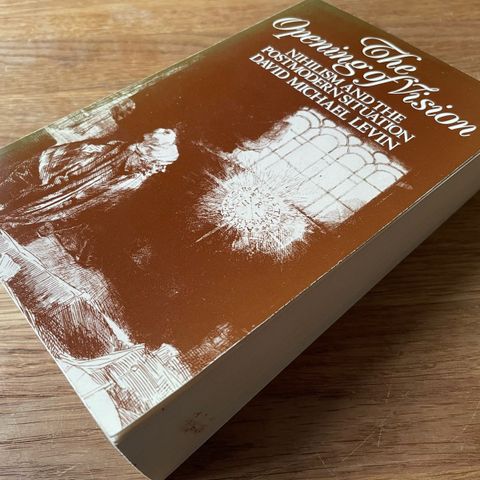 The
Opening of Vision
NIHILISM AND THE
POSTMODERN SITUATION
DAVID MICHAEL LEVIN